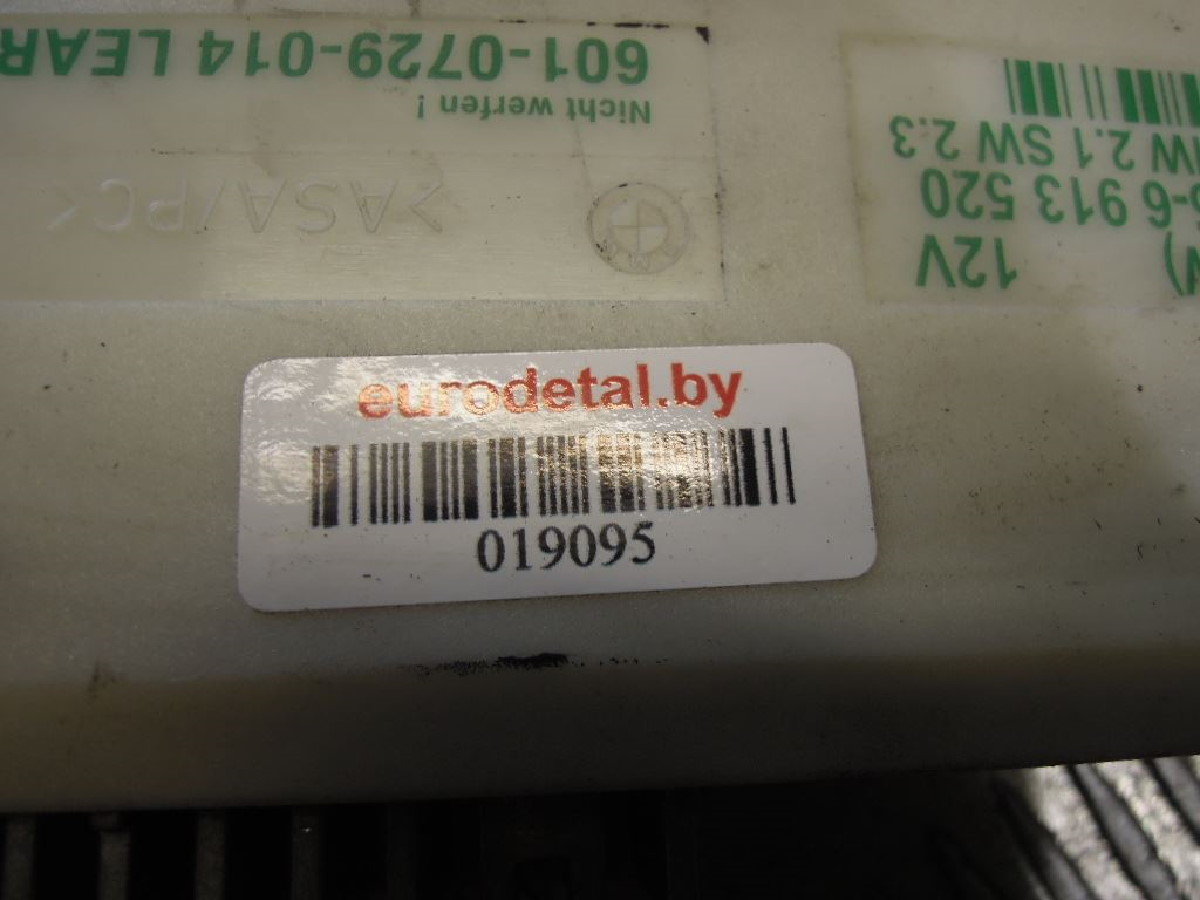 >ASA/PC<
Nicht werfen !
601-0729-014 LEAR
12V
6 913 520
HW 2.1 SW 2.3
eurodetal.by
019095